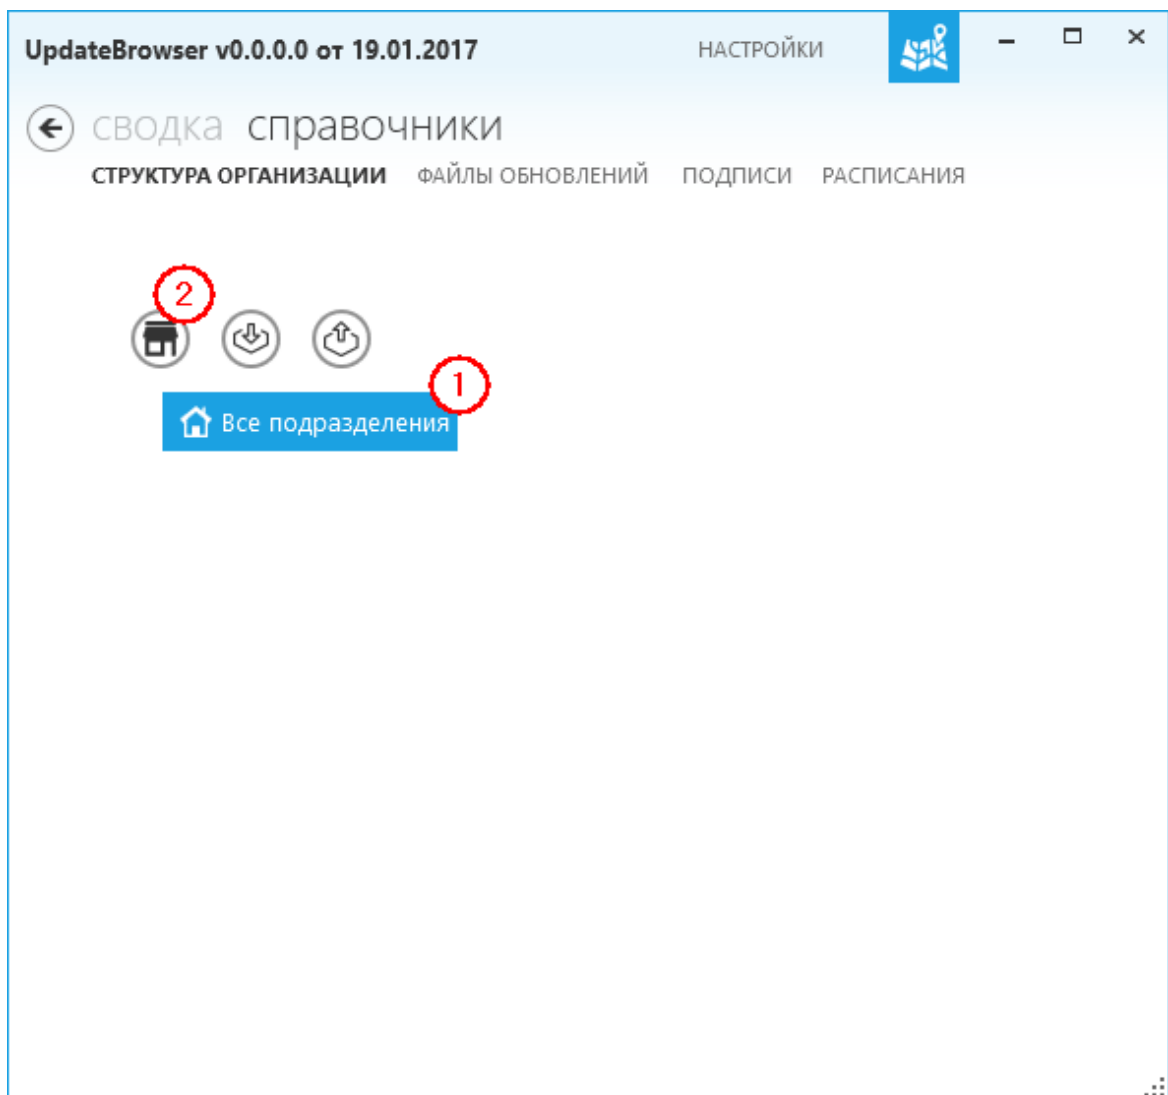 UpdateBrowser v0.0.0.0 от 19.01.2017 НАСТРОЙКИ
сводка справочники
СТРУКТУРА ОРГАНИЗАЦИИ ФАЙЛЫ ОБНОВЛЕНИЙ ПОДПИСИ РАСПИСАНИЯ
2
1
Все подразделения